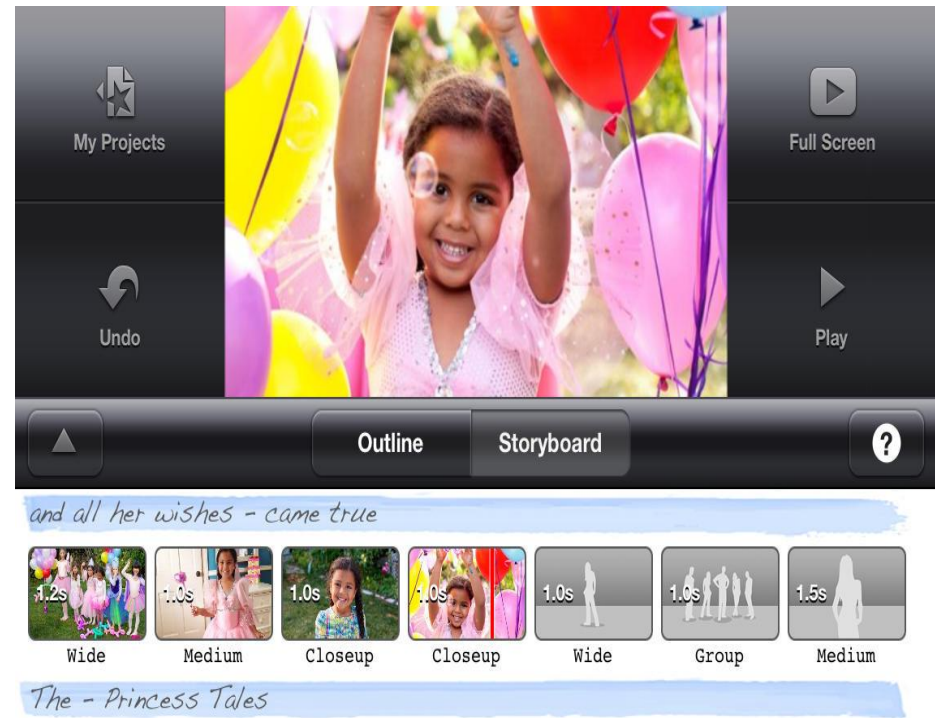 My Projects
Full Screen
Undo
Play
Outline Storyboard
?
and all her wishes - came true
1.2s 1.0s 1.0s 1.0s 1.0s 1.0s 1.5s
Wide Medium Closeup Closeup Wide Group Medium
The - Princess Tales